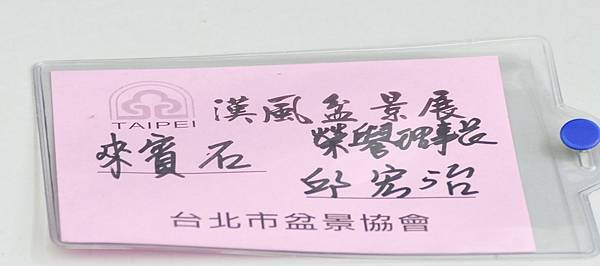 漢風盆景展
TAIPEI
來賓石 榮譽理事長
邱宏治
台北市盆景協會